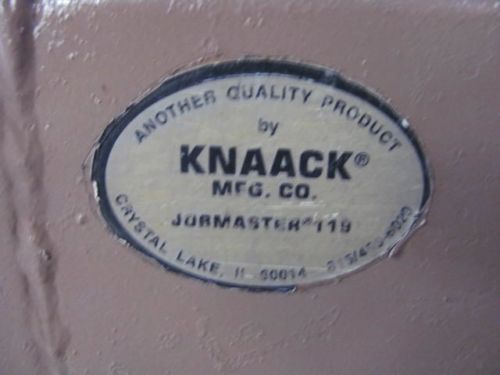 ANOTHER QUALITY PRODUCT
by
KNAACK®
MFG. CO.
JOBMASTER® 119
CRYSTAL LAKE, IL 60014